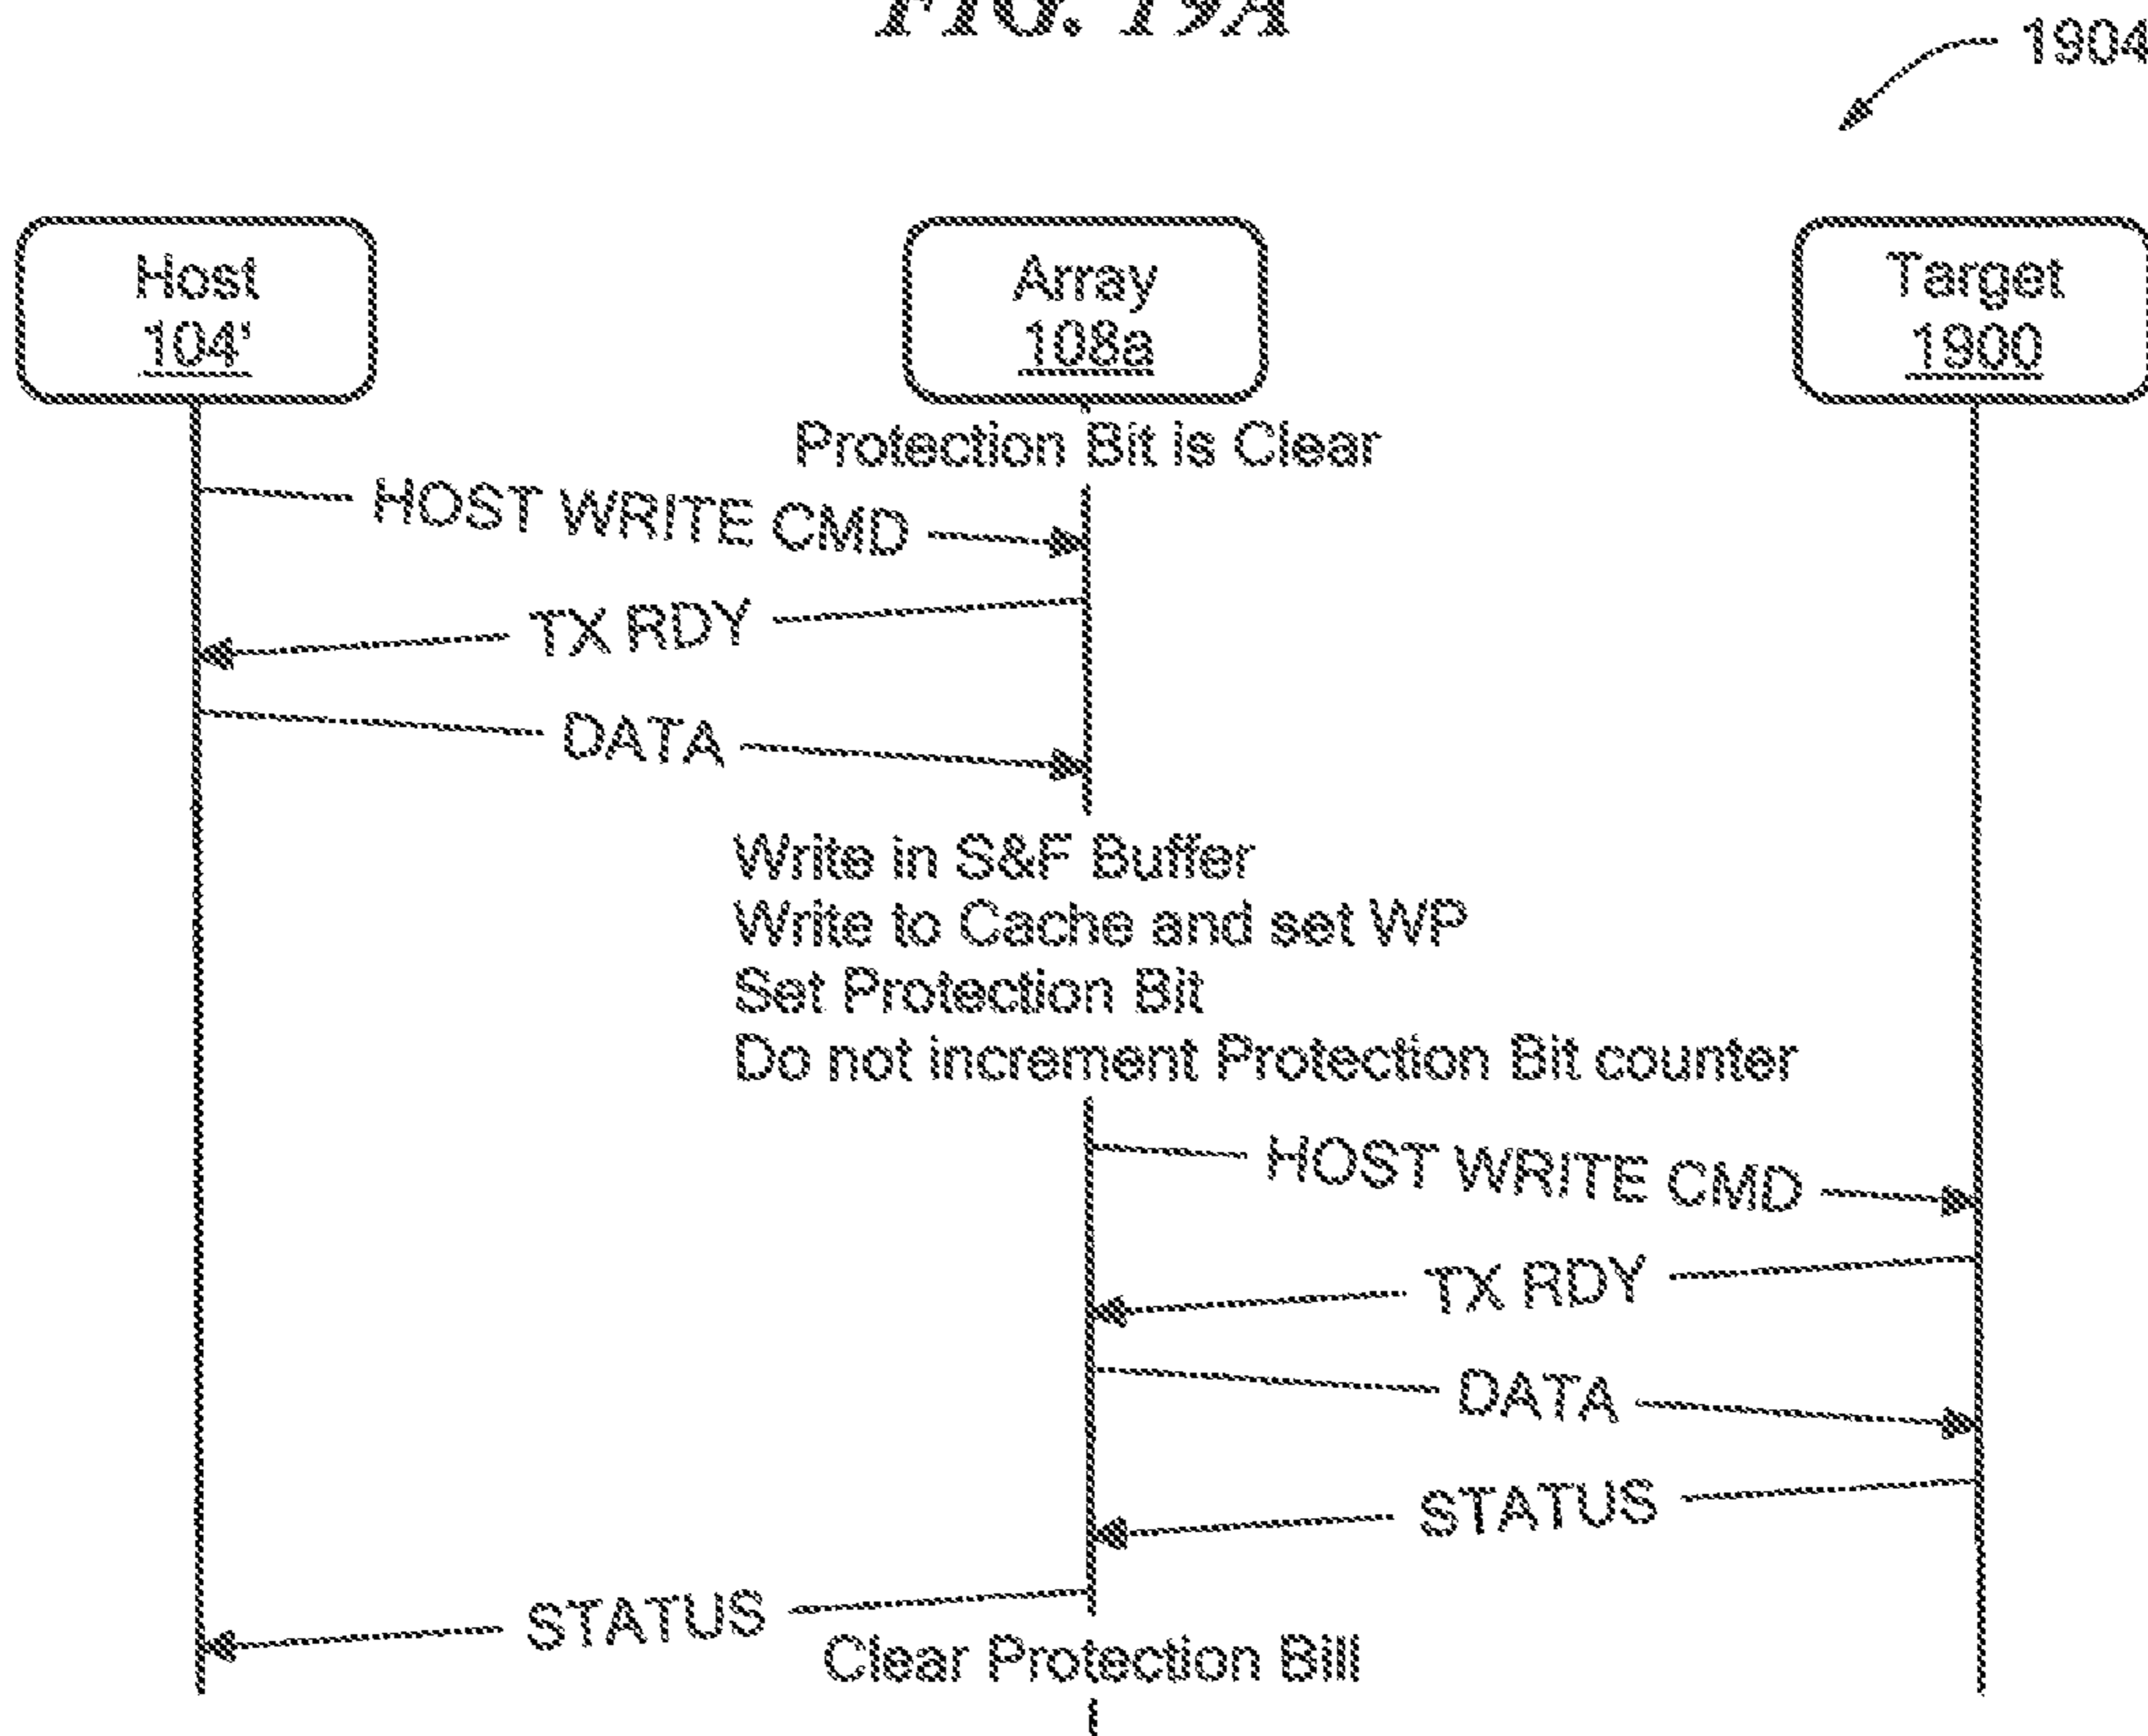 FIG. 19A
1904
Host
104'
Array
108a
Target
1900
Protection Bit is Clear
HOST WRITE CMD
TX RDY
DATA
Write in S&F Buffer
Write to Cache and set WP
Set Protection Bit
Do not increment Protection Bit counter
HOST WRITE CMD
TX RDY
DATA
STATUS
STATUS
Clear Protection Bill